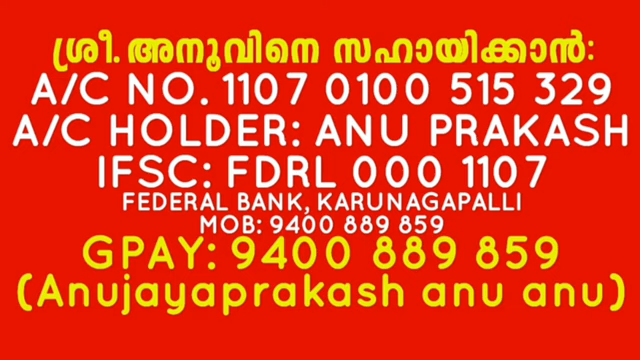 ശ്രീ. അനൂവിനെ സഹായിക്കാൻ:
A/C NO. 1107 0100 515 329
A/C HOLDER: ANU PRAKASH
IFSC: FDRL 000 1107
FEDERAL BANK, KARUNAGAPALLI
MOB: 9400 889 859
GPAY: 9400 889 859
(Anujayaprakash anu anu)